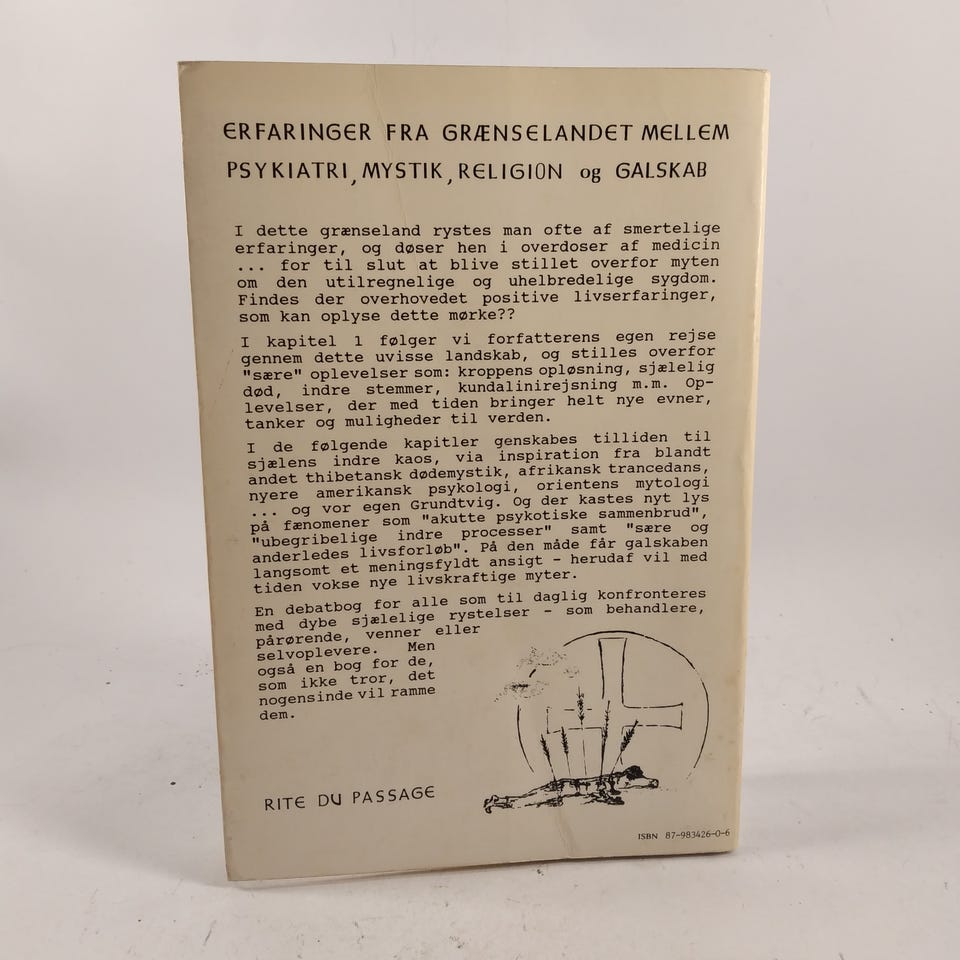 ERFARINGER FRA GRÆNSELANDET MELLEM
PSYKIATRI, MYSTIK, RELIGION og GALSKAB
I dette grænseland rystes man ofte af smertelige
erfaringer, og døser hen i overdoser af medicin
... for til slut at blive stillet overfor myten
om den utilregnelige og uhelbredelige sygdom.
Findes der overhovedet positive livserfaringer,
som kan oplyse dette mørke??
I kapitel 1 følger vi forfatterens egen rejse
gennem dette uvisse landskab, og stilles overfor
"sære" oplevelser som: kroppens opløsning, sjælelig
død, indre stemmer, kundalinirejsning m.m. Op-
levelser, der med tiden bringer helt nye evner,
tanker og muligheder til verden.
I de følgende kapitler genskabes tilliden til
sjælens indre kaos, via inspiration fra blandt
andet thibetansk dødemystik, afrikansk trancedans,
nyere amerikansk psykologi, orientens mytologi
... og vor egen Grundtvig. Og der kastes nyt lys
på fænomener som "akutte psykotiske sammenbrud",
"ubegribelige indre processer" samt "sære og
anderledes livsforløb". På den måde får galskaben
langsomt et meningsfyldt ansigt - herudaf vil med
tiden vokse nye livskraftige myter.
En debatbog for alle som til daglig konfronteres
med dybe sjælelige rystelser - som behandlere,
pårørende, venner eller
selvoplevere. Men
også en bog for de,
som ikke tror, det
nogensinde vil ramme
dem.
RITE DU PASSAGE
ISBN 87-983426-0-6